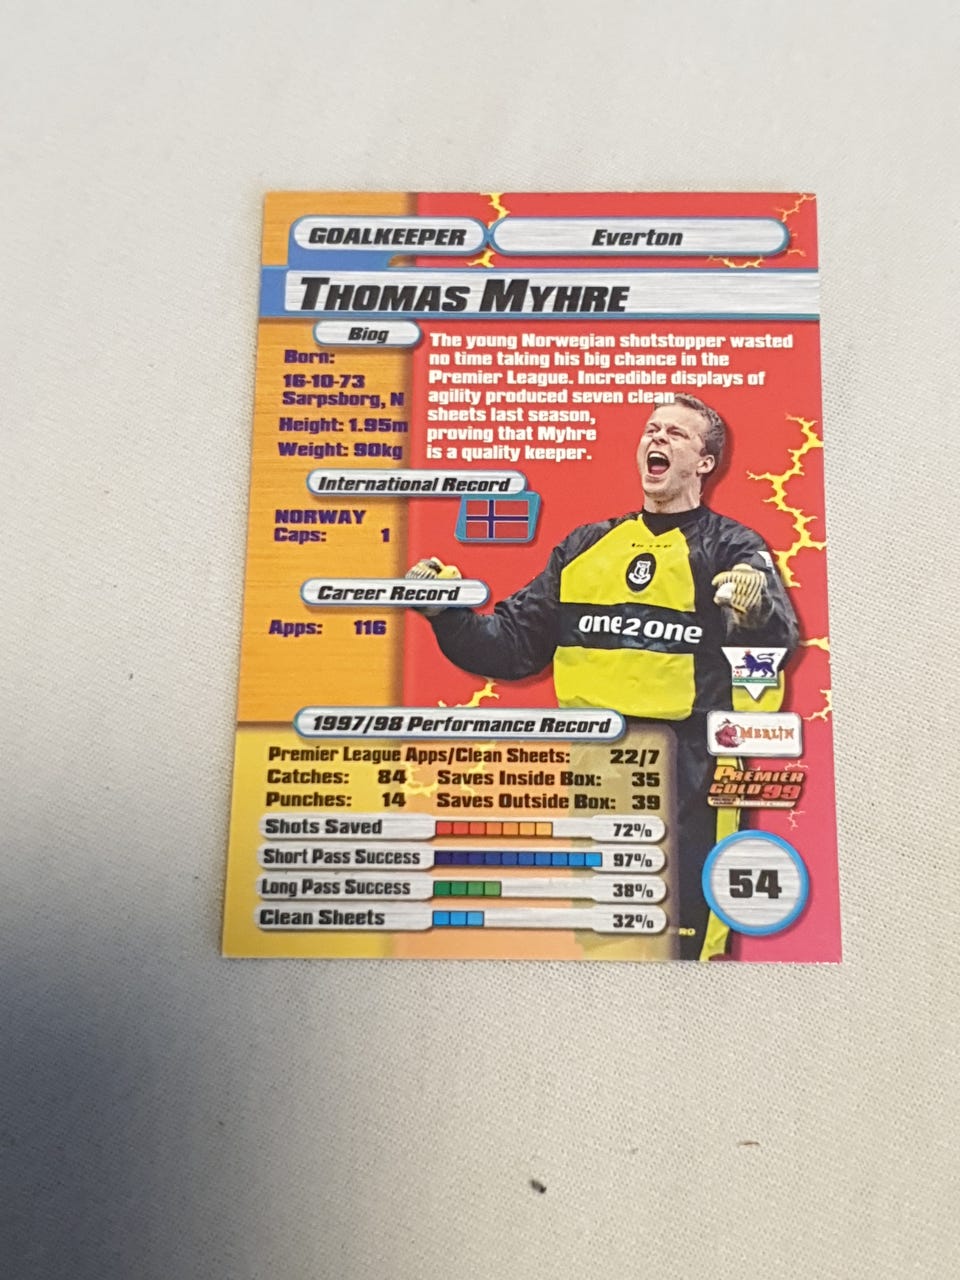 GOALKEEPER
Everton
THOMAS MYHRE
Biog
Born:
16-10-73
Sarpsborg, N
Height: 1.95m
Weight: 90kg
The young Norwegian shotstopper wasted
no time taking his big chance in the
Premier League. Incredible displays of
agility produced seven clean
sheets last season,
proving that Myhre
is a quality keeper.
International Record
NORWAY
Caps: 1
Career Record
Apps: 116
one2one
1997/98 Performance Record
MERLIN
Premier League Apps/Clean Sheets: 22/7
Catches: 84 Saves Inside Box: 35
Punches: 14 Saves Outside Box: 39
PREMIER
GOLD '99
Shots Saved 72%
Short Pass Success 97%
Long Pass Success 38%
Clean Sheets 32%
54